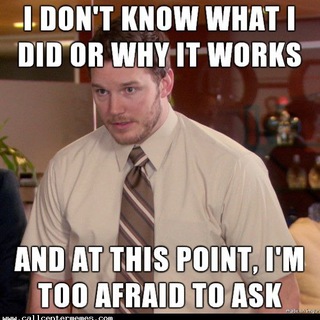 I DON'T KNOW WHAT I
DID OR WHY IT WORKS
AND AT THIS POINT, I'M
TOO AFRAID TO ASK
www.callcentermemes.com